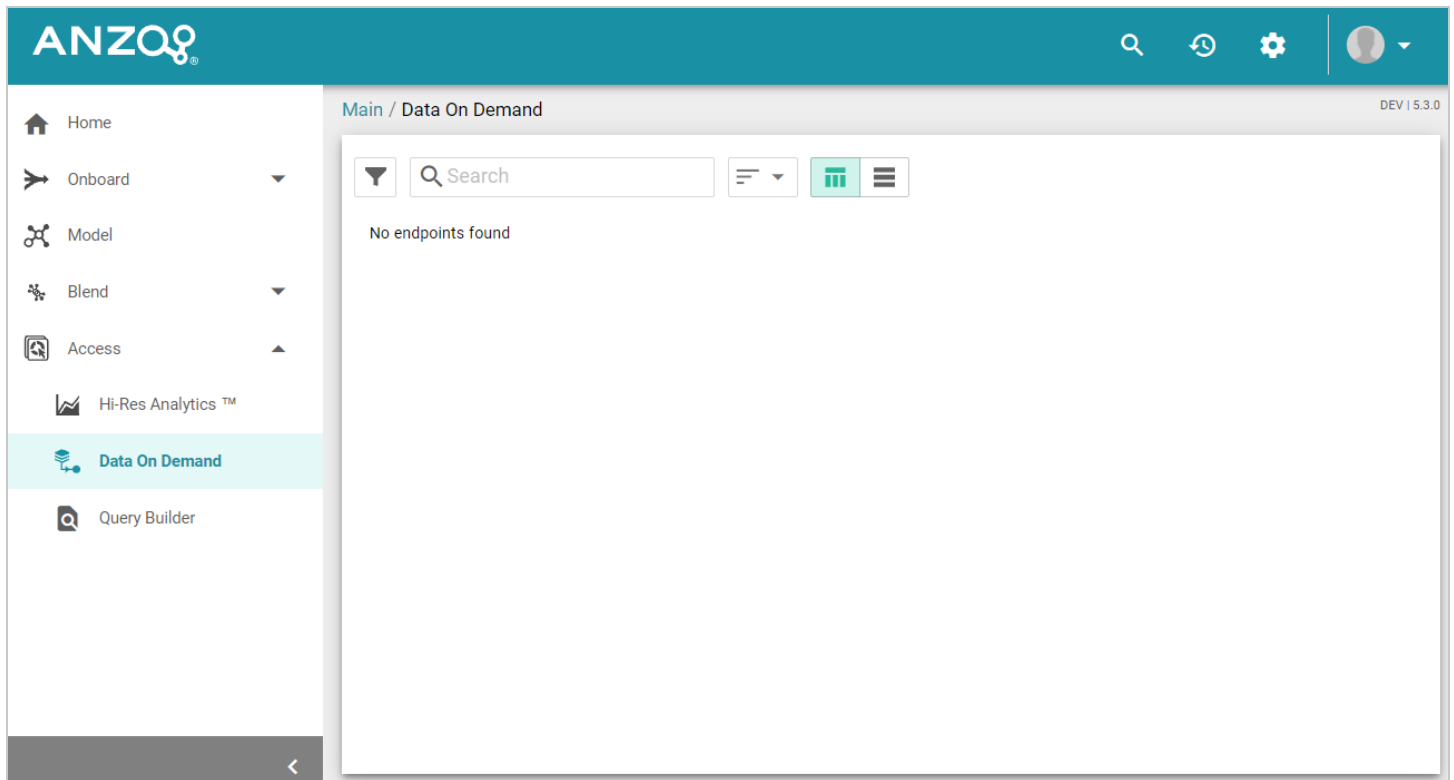 ANZO®
Home
Onboard
Model
Blend
Access
Hi-Res Analytics ™
Data On Demand
Query Builder
Main / Data On Demand
DEV | 5.3.0
Search
No endpoints found